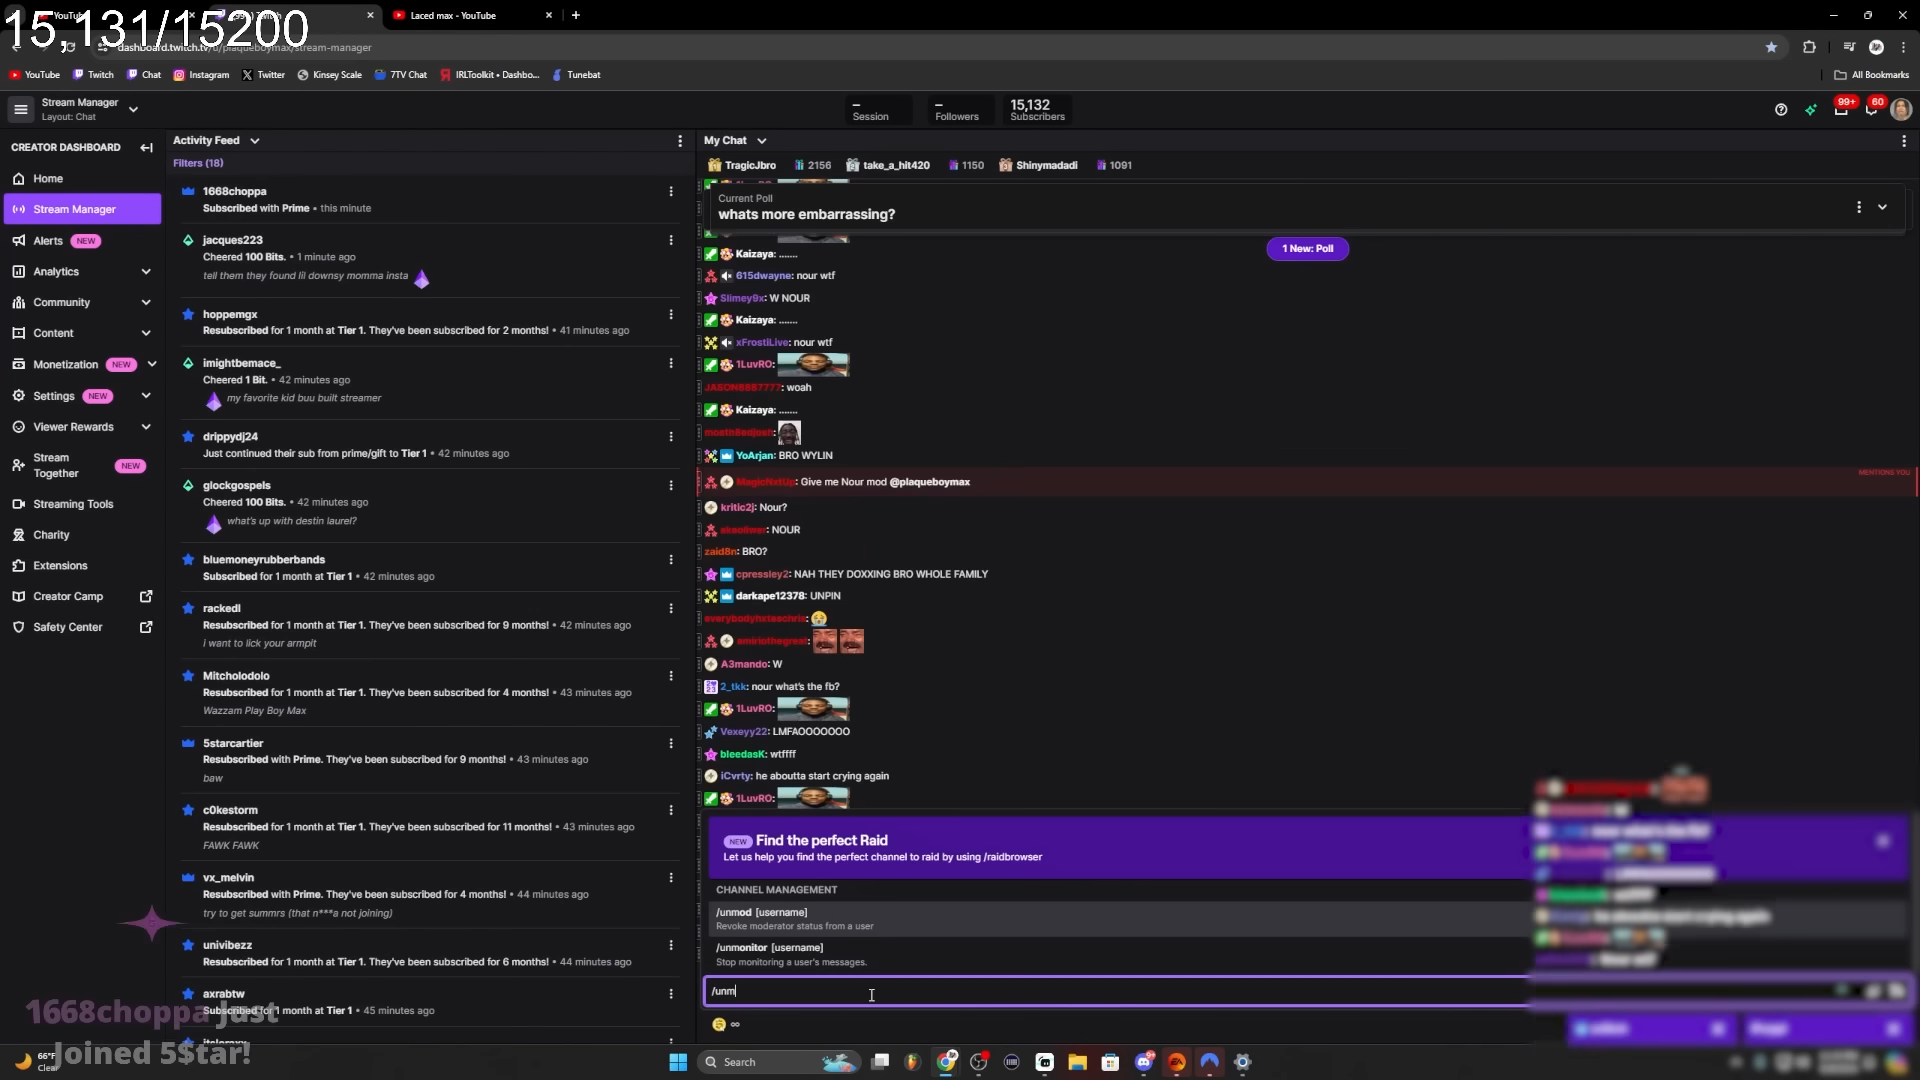 15,131/15200
YouTube
Twitch
Laced max - YouTube
dashboard.twitch.tv/u/plaqueboymax/stream-manager
YouTube
Twitch
Chat
Instagram
Twitter
Kinsey Scale
7TV Chat
IRLToolkit • Dashbo...
Tunebat
All Bookmarks
Stream Manager
Layout: Chat
–
Session
–
Followers
15,132
Subscribers
99+
60
CREATOR DASHBOARD
Home
Stream Manager
Alerts NEW
Analytics
Community
Content
Monetization NEW
Settings NEW
Viewer Rewards
Stream
Together NEW
Streaming Tools
Charity
Extensions
Creator Camp
Safety Center
Activity Feed
Filters (18)
1668choppa
Subscribed with Prime • this minute
jacques223
Cheered 100 Bits. • 1 minute ago
tell them they found lil downsy momma insta
hoppemgx
Resubscribed for 1 month at Tier 1. They've been subscribed for 2 months! • 41 minutes ago
imightbemace_
Cheered 1 Bit. • 42 minutes ago
my favorite kid buu built streamer
drippydj24
Just continued their sub from prime/gift to Tier 1 • 42 minutes ago
glockgospels
Cheered 100 Bits. • 42 minutes ago
what's up with destin laurel?
bluemoneyrubberbands
Subscribed for 1 month at Tier 1 • 42 minutes ago
rackedl
Resubscribed for 1 month at Tier 1. They've been subscribed for 9 months! • 42 minutes ago
i want to lick your armpit
Mitcholodolo
Resubscribed for 1 month at Tier 1. They've been subscribed for 4 months! • 43 minutes ago
Wazzam Play Boy Max
5starcartier
Resubscribed with Prime. They've been subscribed for 9 months! • 43 minutes ago
baw
c0kestorm
Resubscribed for 1 month at Tier 1. They've been subscribed for 11 months! • 43 minutes ago
FAWK FAWK
vx_melvin
Resubscribed with Prime. They've been subscribed for 4 months! • 44 minutes ago
try to get summrs (that n***a not joining)
univibezz
Resubscribed for 1 month at Tier 1. They've been subscribed for 6 months! • 44 minutes ago
axrabtw
Subscribed for 1 month at Tier 1 • 45 minutes ago
1668choppa Just
Joined 5$tar!
My Chat
TragicJbro 2156 take_a_hit420 1150 Shinymadadi 1091
Current Poll
whats more embarrassing?
1 New: Poll
Kaizaya: .......
615dwayne: nour wtf
Slimey9x: W NOUR
Kaizaya: .......
xFrostiLive: nour wtf
1LuvRO:
JASON8887777: woah
Kaizaya: .......
YoArjan: BRO WYLIN
MENTIONS YOU
MagicNxtUp: Give me Nour mod @plaqueboymax
kritic2j: Nour?
NOUR
zaid8n: BRO?
cpressley2: NAH THEY DOXXING BRO WHOLE FAMILY
darkape12378: UNPIN
everybodyhxteschris:
amiriothegreat:
A3mando: W
2_tkk: nour what's the fb?
1LuvRO:
Vexeyy22: LMFAOOOOOOO
bleedasK: wtffff
iCvrty: he aboutta start crying again
1LuvRO:
NEW Find the perfect Raid
Let us help you find the perfect channel to raid by using /raidbrowser
CHANNEL MANAGEMENT
/unmod [username]
Revoke moderator status from a user
/unmonitor [username]
Stop monitoring a user's messages.
/unm
∞
66°F
Clear
Search